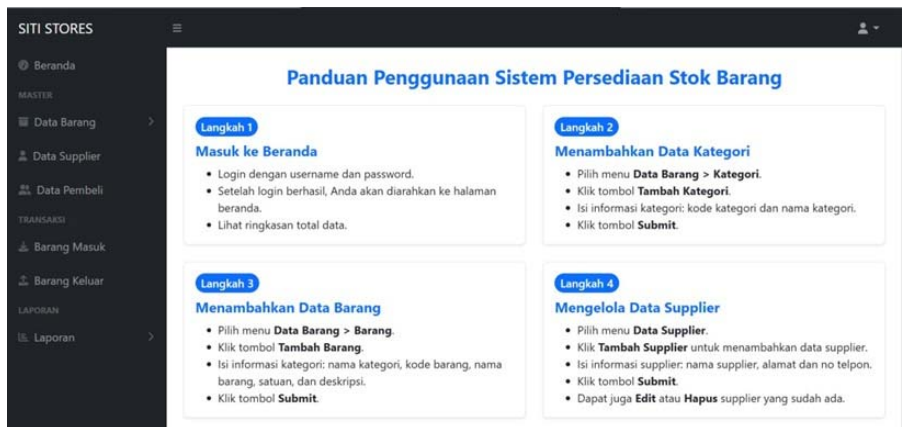 SITI STORES
Beranda
MASTER
Data Barang
Data Supplier
Data Pembeli
TRANSAKSI
Barang Masuk
Barang Keluar
LAPORAN
Laporan
Panduan Penggunaan Sistem Persediaan Stok Barang
Langkah 1
Masuk ke Beranda
• Login dengan username dan password.
• Setelah login berhasil, Anda akan diarahkan ke halaman
beranda.
• Lihat ringkasan total data.
Langkah 2
Menambahkan Data Kategori
• Pilih menu Data Barang > Kategori.
• Klik tombol Tambah Kategori.
• Isi informasi kategori: kode kategori dan nama kategori.
• Klik tombol Submit.
Langkah 3
Menambahkan Data Barang
• Pilih menu Data Barang > Barang.
• Klik tombol Tambah Barang.
• Isi informasi kategori: nama kategori, kode barang, nama
barang, satuan, dan deskripsi.
• Klik tombol Submit.
Langkah 4
Mengelola Data Supplier
• Pilih menu Data Supplier.
• Klik Tambah Supplier untuk menambahkan data supplier.
• Isi informasi supplier: nama supplier, alamat dan no telpon.
• Klik tombol Submit.
• Dapat juga Edit atau Hapus supplier yang sudah ada.